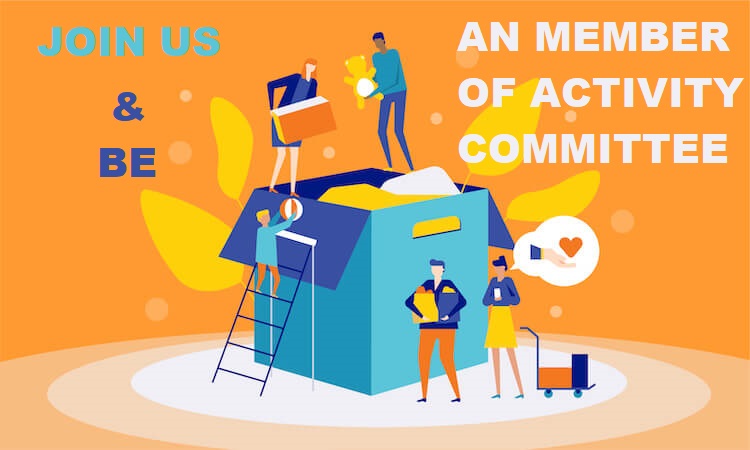 JOIN US
&
BE
AN MEMBER
OF ACTIVITY
COMMITTEE